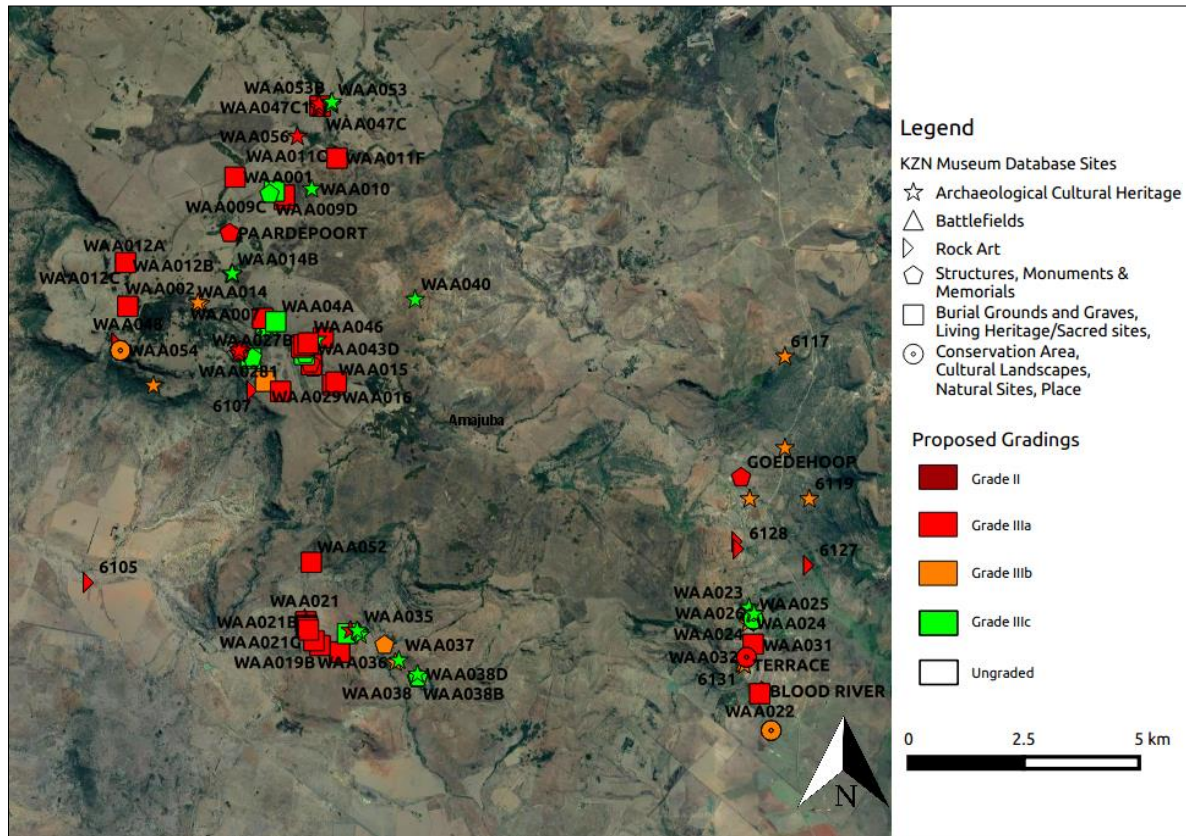 WAA053B
WAA053
WAA047C1
WAA047C
WAA056
WAA011C
WAA011F
WAA001
WAA010
WAA009C
WAA009D
PAARDEPOORT
WAA012A
WAA012B
WAA014B
WAA012C
WAA002
WAA014
WAA040
WAA007
WAA04A
WAA048
WAA046
WAA054
WAA027B
WAA043D
6117
WAA0281
WAA015
6107
WAA029
WAA016
Amajuba
GOEDEHOOP
6119
6128
WAA052
6127
6105
WAA023
WAA021
WAA025
WAA026
WAA021B
WAA035
WAA024
WAA024
WAA021G
WAA037
WAA031
WAA019B
WAA036
WAA032
TERRACE
6131
WAA038D
WAA038
WAA038B
BLOOD RIVER
WAA022
N
Legend
KZN Museum Database Sites
Archaeological Cultural Heritage
Battlefields
Rock Art
Structures, Monuments &
Memorials
Burial Grounds and Graves,
Living Heritage/Sacred sites,
Conservation Area,
Cultural Landscapes,
Natural Sites, Place
Proposed Gradings
Grade II
Grade IIIa
Grade IIIb
Grade IIIc
Ungraded
0 2.5 5 km